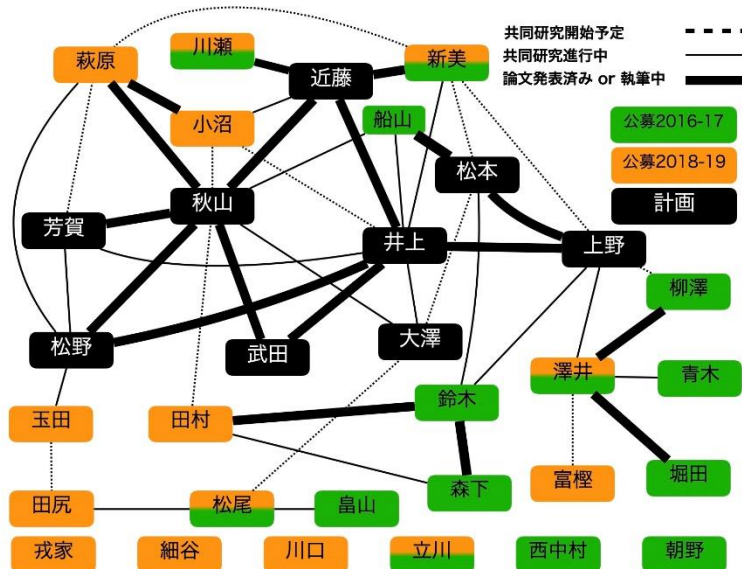 共同研究開始予定
共同研究進行中
論文発表済み or 執筆中
萩原
川瀬
近藤
新美
小沼
船山
松本
公募2016-17
公募2018-19
計画
秋山
芳賀
井上
上野
柳澤
松野
武田
大澤
澤井
青木
玉田
田村
鈴木
富樫
堀田
田尻
松尾
畠山
森下
戎家
細谷
川口
立川
西中村
朝野